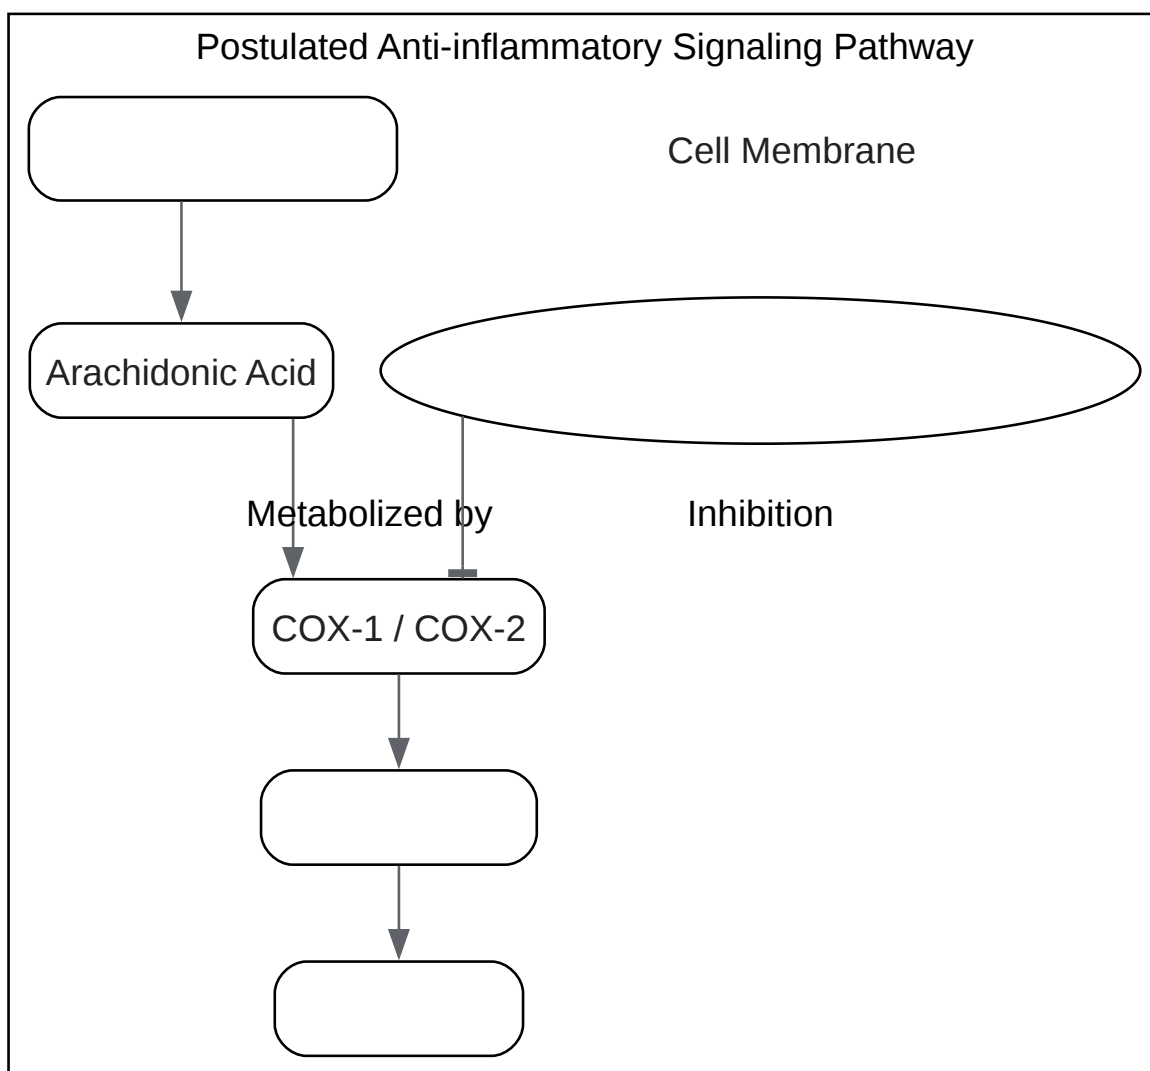 Postulated Anti-inflammatory Signaling Pathway
Cell Membrane
Arachidonic Acid
Metabolized by
Inhibition
COX-1 / COX-2